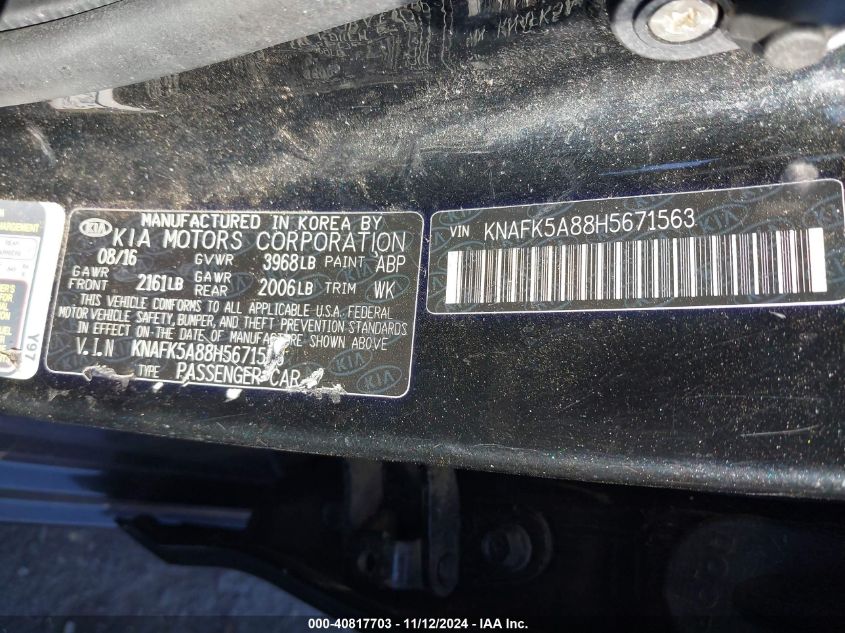 KIA
MANUFACTURED IN KOREA BY
KIA MOTORS CORPORATION
08/16 GVWR 3968LB PAINT ABP
GAWR FRONT 2161LB GAWR REAR 2006LB TRIM WK
THIS VEHICLE CONFORMS TO ALL APPLICABLE U.S.A. FEDERAL
MOTOR VEHICLE SAFETY, BUMPER, AND THEFT PREVENTION STANDARDS
IN EFFECT ON THE DATE OF MANUFACTURE SHOWN ABOVE
V.I.N KNAFK5A88H5671563
TYPE PASSENGER CAR
VIN KNAFK5A88H5671563
Y97
000-40817703 - 11/12/2024 - IAA Inc.